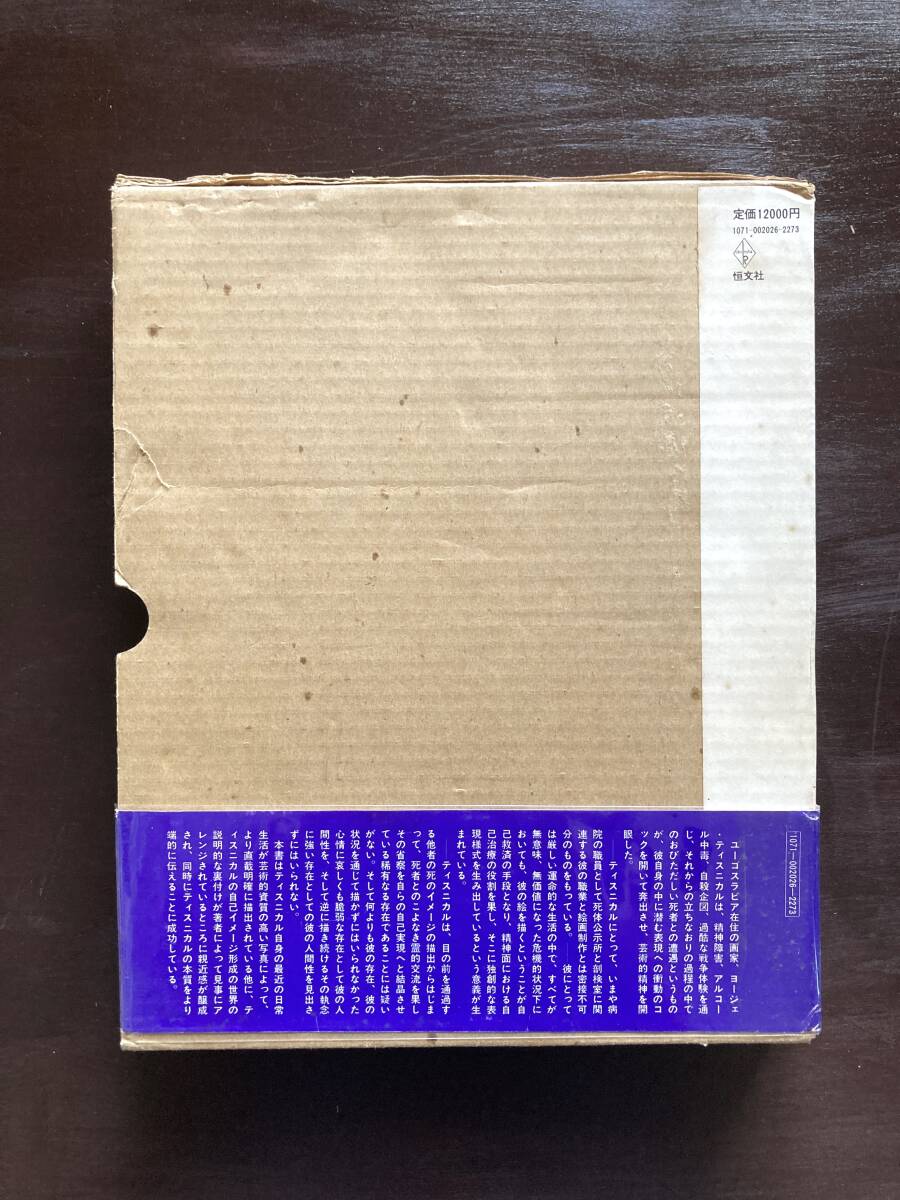 定価12000円
1071-002026-2273
恒文社
1071—002026—2273
ユーゴスラビア在住の画家、ヨージェ
・ティスニカルは、精神障害、アルコー
ル中毒、自殺企図、過酷な戦争体験を通
じ、それからの立ちなおりの過程の中で
のおびただしい死者との遭遇というもの
が、彼自身の中に潜む表現への衝動のコ
ックを開いて奔出させ、芸術的精神を開
眼した。
――ティスニカルにとって、いまや病
院の職員として死体公示所と剖検室に関
連する彼の職業と絵画制作とは密接不可
分のものをもっている。――彼にとって
は厳しい運命的な生活の中で、すべてが
無意味、無価値になった危機的状況下に
おいても、彼の絵を描くということが自
己救済の手段となり、精神面における自
己治療の役割を果し、そこに独創的な表
現様式を生み出しているという意義が生
まれている。
――ティスニカルは、目の前を通過す
る他者の死のイメージの描出からはじま
って、死者とのこよなき霊的交流を果し
その省察を自らの自己実現へと結晶させ
ている稀有なる存在であることには疑い
がない。そして何よりも彼の存在、彼の
状況を通じて描かずにはいられなかった
心情に哀しくも脆弱な存在として彼の人
間性を、そして逆に描き続けるその執念
に強い存在としての彼の人間性を見出さ
ずにはいられない。
本書はティスニカル自身の最近の日常
生活が芸術的資質の高い写真によって、
より直截明確に描出されている他に、テ
ィスニカルの自己イメージ形成の世界の
説明的な裏付けが著者によって見事にア
レンジされているところに親近感が醸成
され、同時にティスニカルの本質をより
端的に伝えることに成功している。